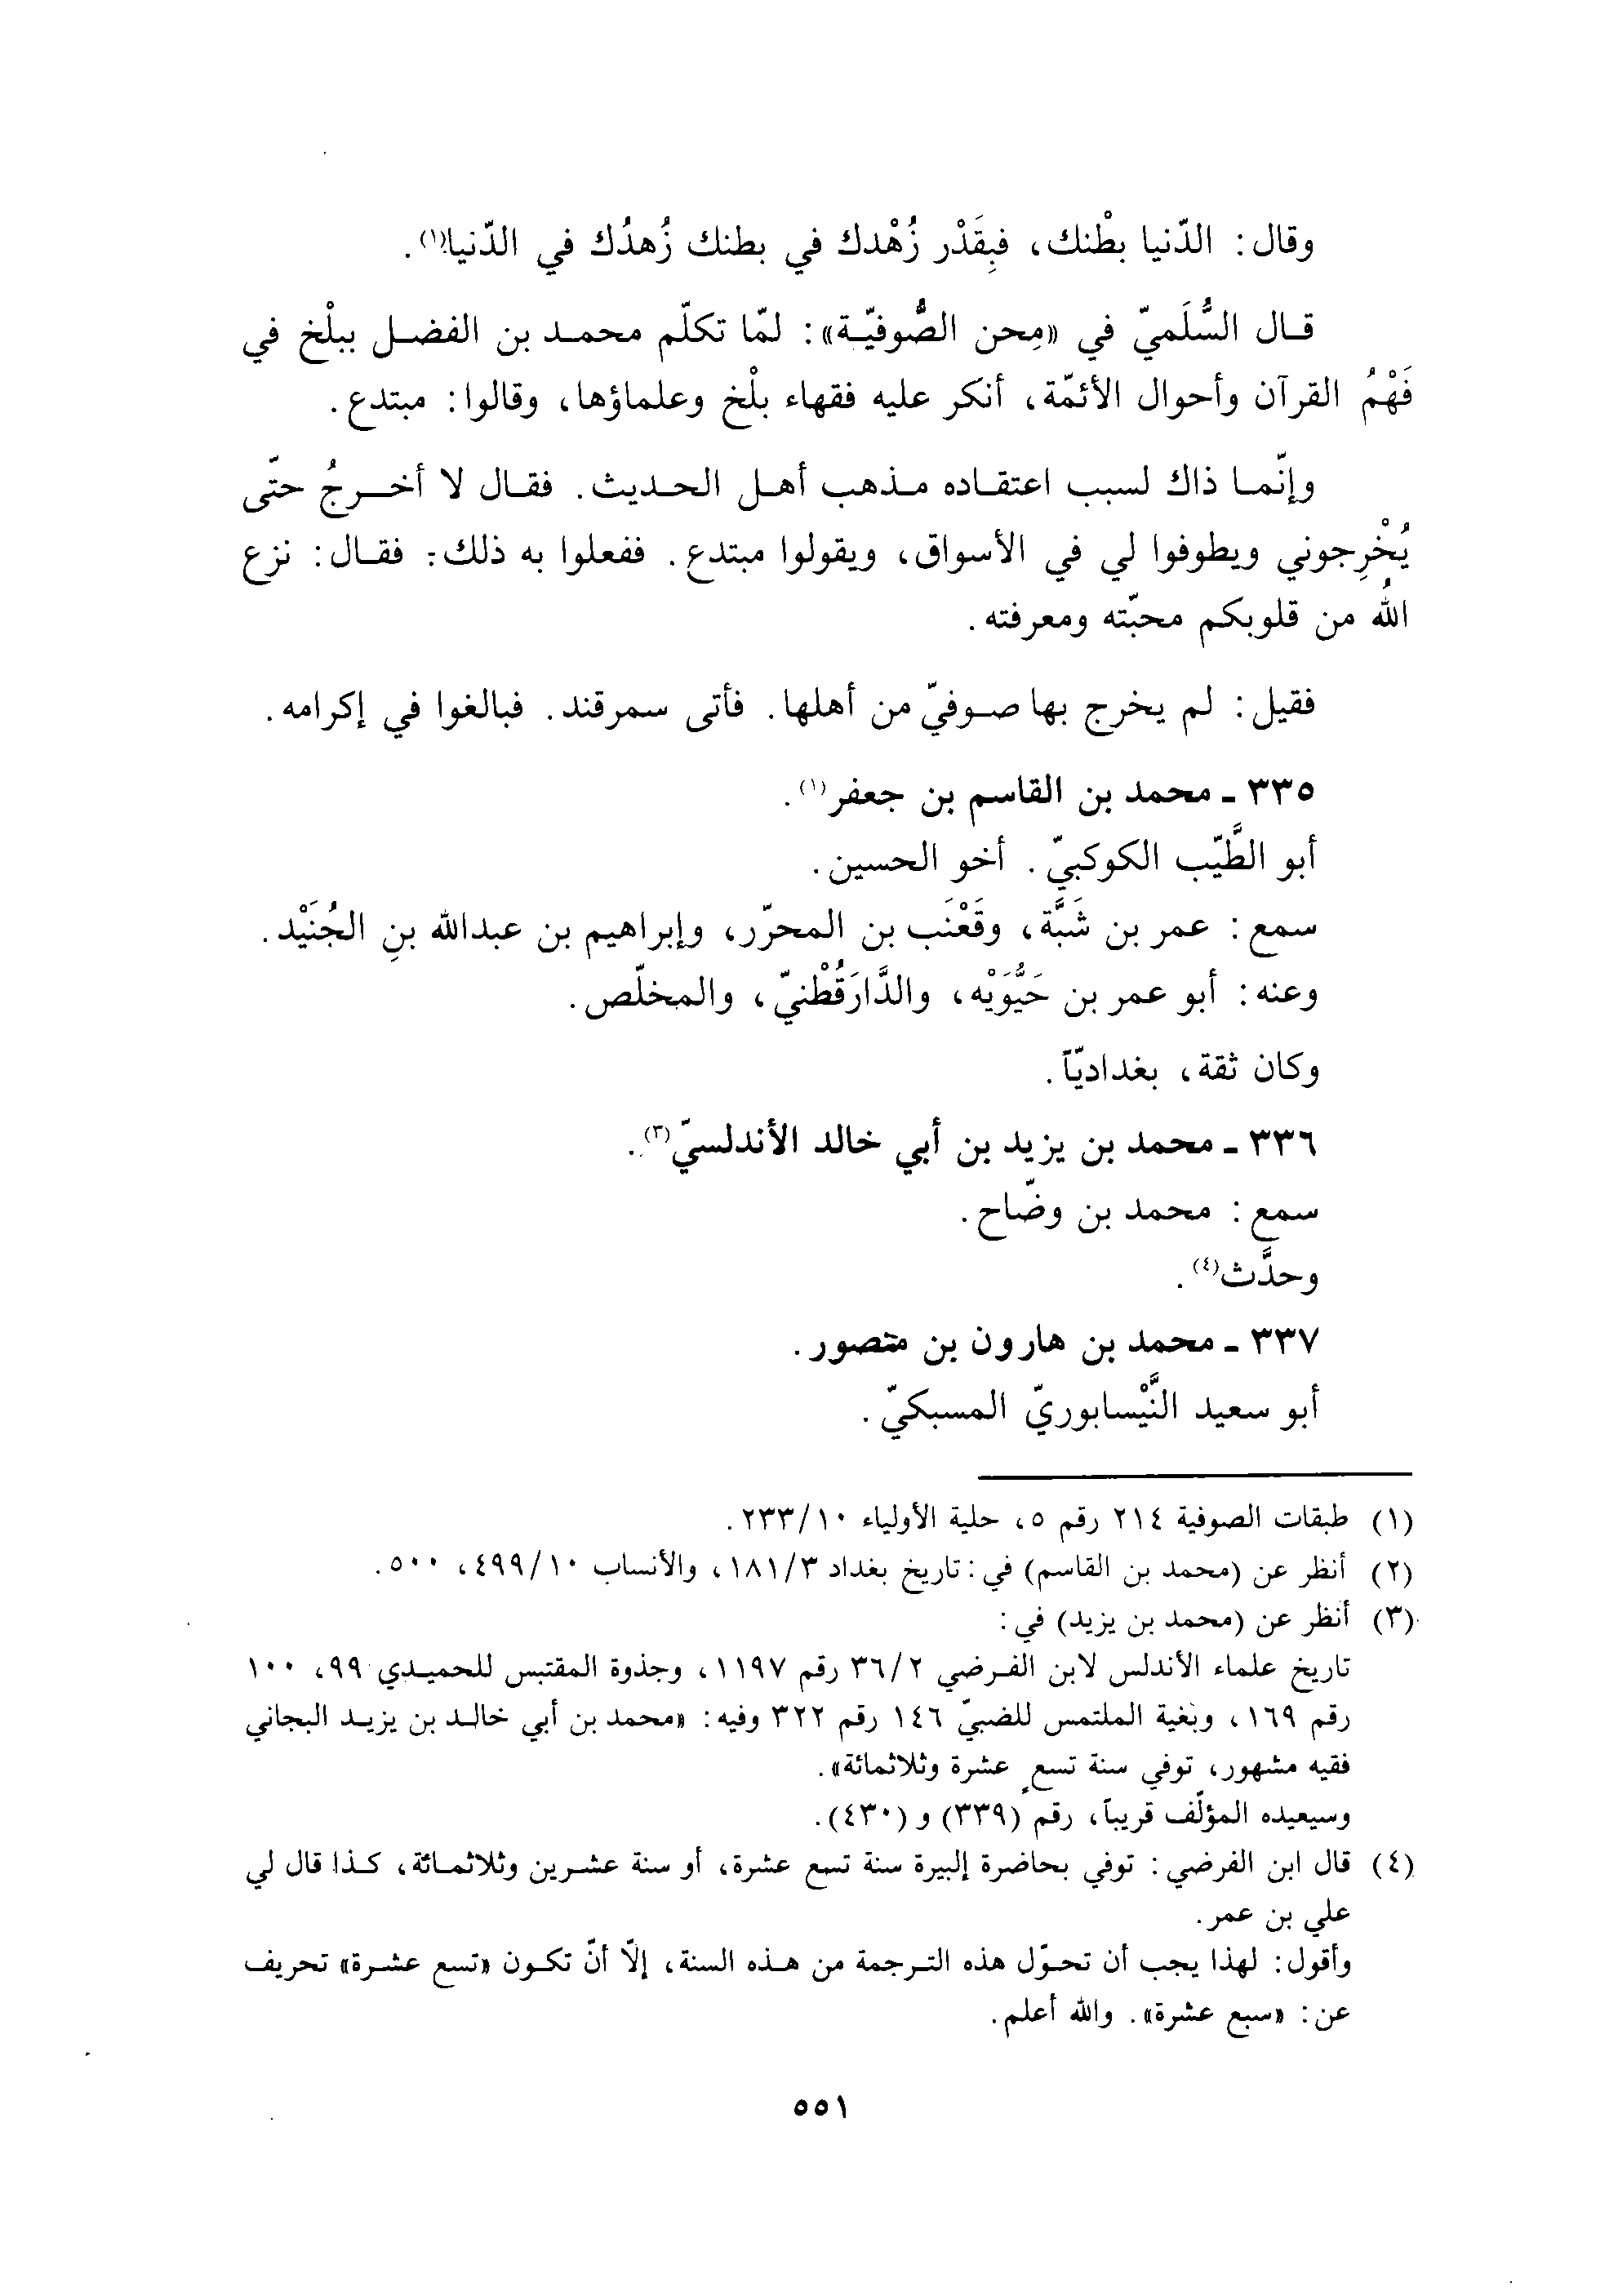 وقال: الدّنيا بطْنك، فبِقَدْر زُهْدك في بطنك زُهدُك في الدّنيا(١).
قال السُّلَميّ في «مِحن الصُّوفيّة»: لمّا تكلّم محمد بن الفضل ببلْخ في
فَهْمُ القرآن وأحوال الأئمّة، أنكر عليه فقهاء بلْخ وعلماؤها، وقالوا: مبتدع.
وإنّما ذاك لسبب اعتقاده مذهب أهل الحديث. فقال لا أخرجُ حتّى
يُخْرِجوني ويطوفوا لي في الأسواق، ويقولوا مبتدع. ففعلوا به ذلك: فقال: نزع
اللهُ من قلوبكم محبّته ومعرفته.
فقيل: لم يخرج بها صوفيّ من أهلها. فأتى سمرقند. فبالغوا في إكرامه.
٣٣٥ - محمد بن القاسم بن جعفر(١).
أبو الطَّيّب الكوكبيّ. أخو الحسين.
سمع: عمر بن شَبَّة، وقَعْنَب بن المحرّر، وإبراهيم بن عبدالله بنِ الجُنَيْد.
وعنه: أبو عمر بن حَيُّوَيْه، والدَّارَقُطْنيّ، والمخلّص.
وكان ثقة، بغداديّاً.
٣٣٦ - محمد بن يزيد بن أبي خالد الأندلسيّ(٣).
سمع: محمد بن وضّاح.
وحدَّث(٤).
٣٣٧ - محمد بن هارون بن منصور.
أبو سعيد النَّيْسابوريّ المسبكيّ.
(١) طبقات الصوفية ٢١٤ رقم ٥، حلية الأولياء ٢٣٣/١٠.
(٢) أنظر عن (محمد بن القاسم) في: تاريخ بغداد ١٨١/٣، والأنساب ٤٩٩/١٠، ٥٠٠.
(٣) أنظر عن (محمد بن يزيد) في:
تاريخ علماء الأندلس لابن الفرضي ٣٦/٢ رقم ١١٩٧، وجذوة المقتبس للحميدي ٩٩، ١٠٠
رقم ١٦٩، وبغية الملتمس للضبيّ ١٤٦ رقم ٣٢٢ وفيه: «محمد بن أبي خالد بن يزيد البجاني
فقيه مشهور، توفي سنة تسعٍ عشرة وثلاثمائة».
وسيعيده المؤلّف قريباً، رقم (٣٣٩) و (٤٣٠).
(٤) قال ابن الفرضي: توفي بحاضرة إلبيرة سنة تسع عشرة، أو سنة عشرين وثلاثمائة، كذا قال لي
علي بن عمر.
وأقول: لهذا يجب أن تحوّل هذه الترجمة من هذه السنة، إلّا أنّ تكون «تسع عشرة» تحريف
عن: «سبع عشرة». والله أعلم.
٥٥١